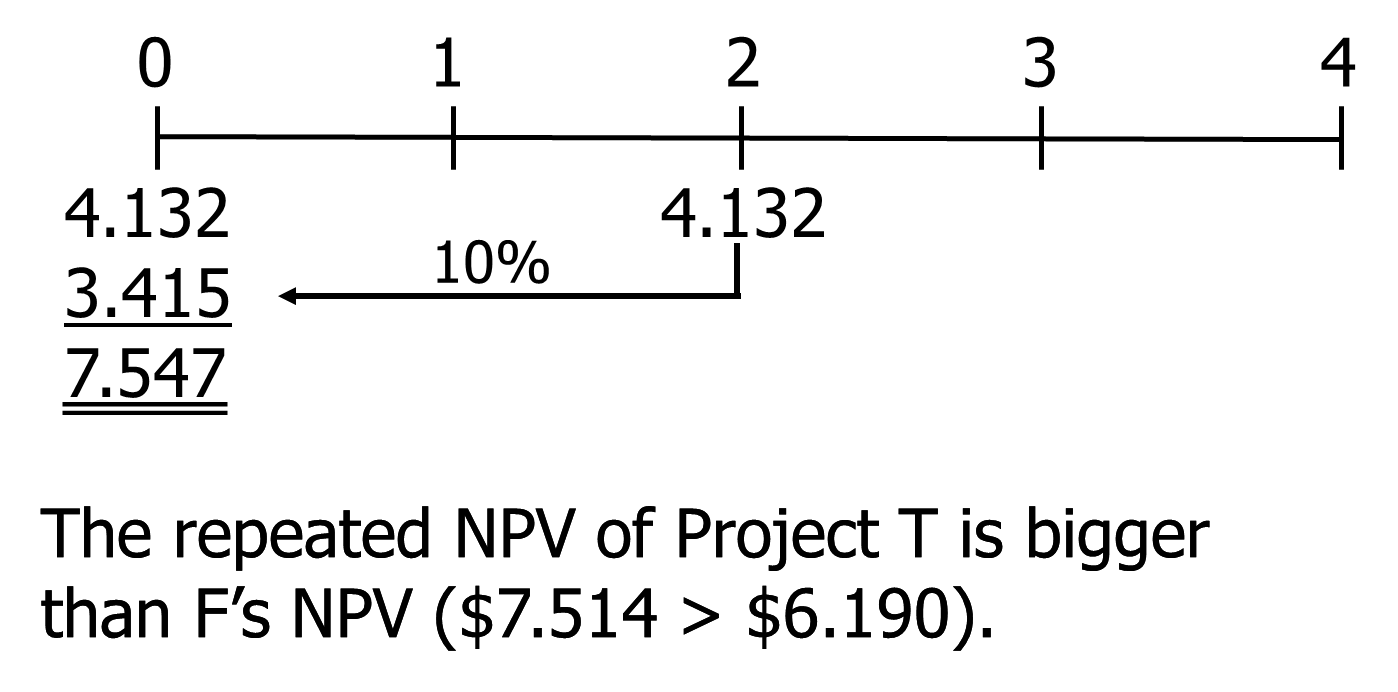 0 1 2 3 4
4.132 4.132
10%
3.415
7.547
The repeated NPV of Project T is bigger
than F’s NPV ($7.514 > $6.190).